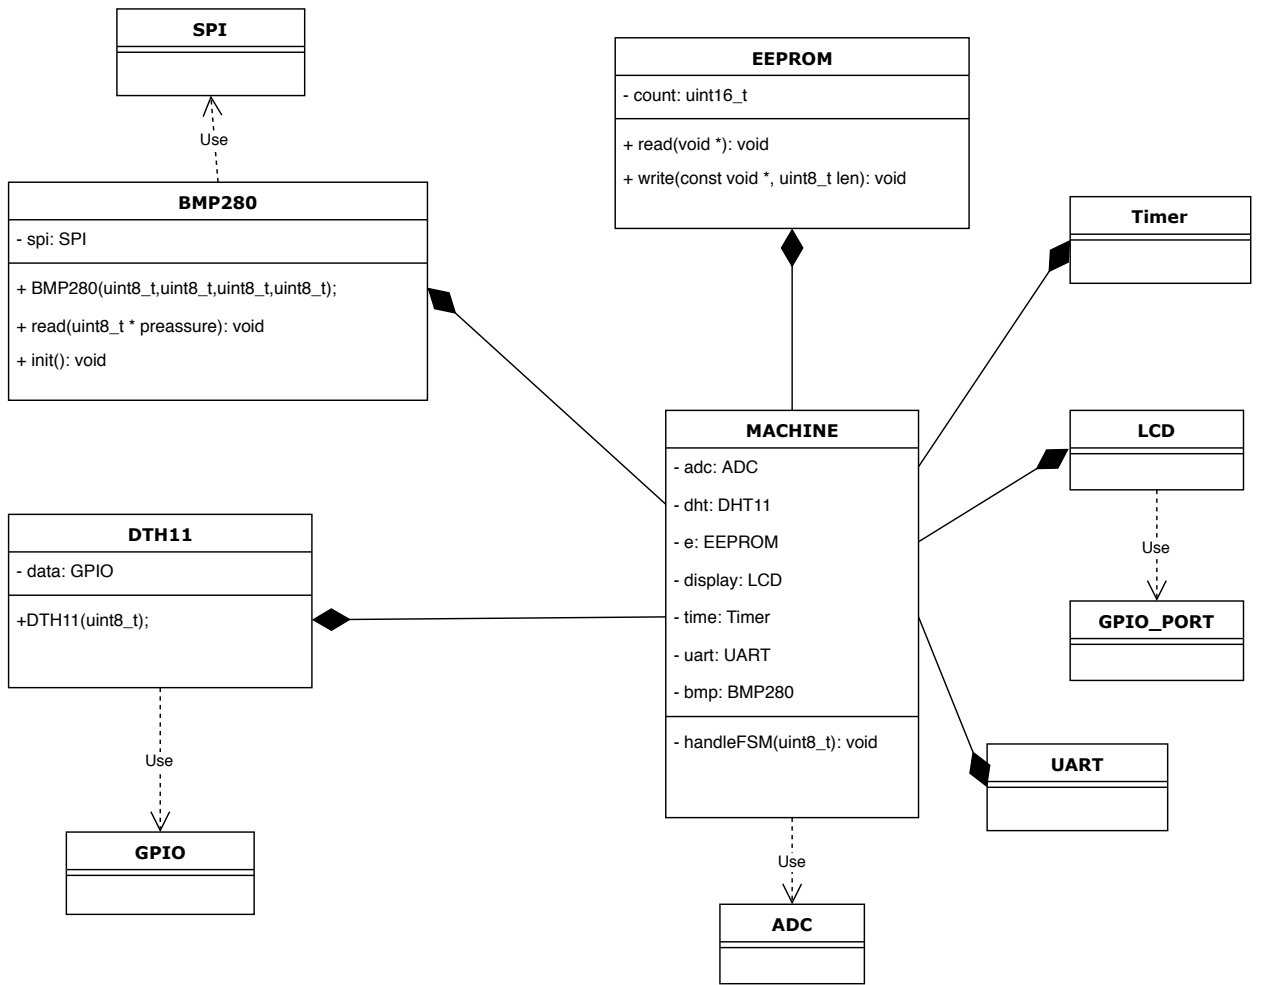 SPI
Use
BMP280
- spi: SPI
+ BMP280(uint8_t,uint8_t,uint8_t,uint8_t);
+ read(uint8_t * preassure): void
+ init(): void
EEPROM
- count: uint16_t
+ read(void *): void
+ write(const void *, uint8_t len): void
Timer
MACHINE
- adc: ADC
- dht: DHT11
- e: EEPROM
- display: LCD
- time: Timer
- uart: UART
- bmp: BMP280
- handleFSM(uint8_t): void
LCD
Use
GPIO_PORT
DTH11
- data: GPIO
+DTH11(uint8_t);
Use
GPIO
UART
Use
ADC